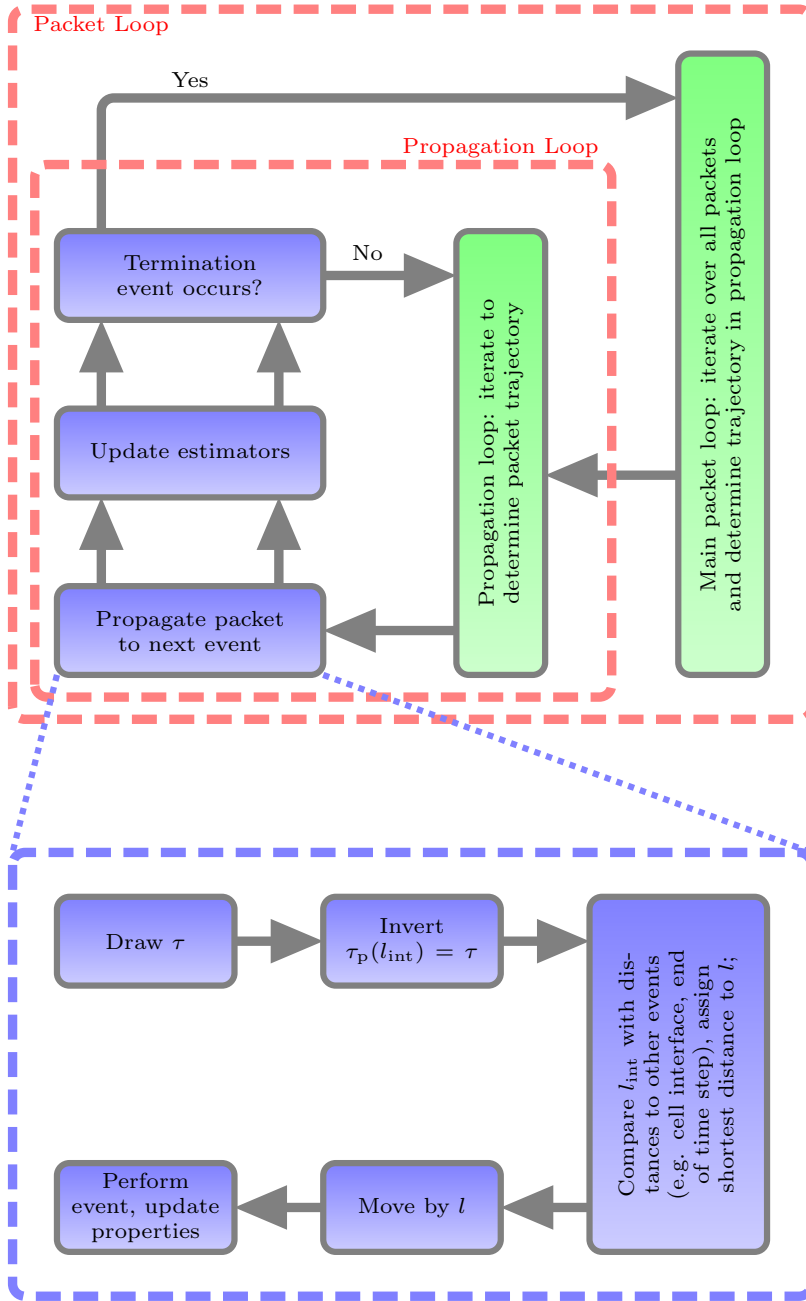 Packet Loop
Yes
Propagation Loop
Termination
event occurs?
No
Update estimators
Propagate packet
to next event
Propagation loop: iterate to
determine packet trajectory
Main packet loop: iterate over all packets
and determine trajectory in propagation loop
Draw τ
Invert
τ_p(l_int) = τ
Compare l_int with dis-
tances to other events
(e.g. cell interface, end
of time step), assign
shortest distance to l;
Move by l
Perform
event, update
properties